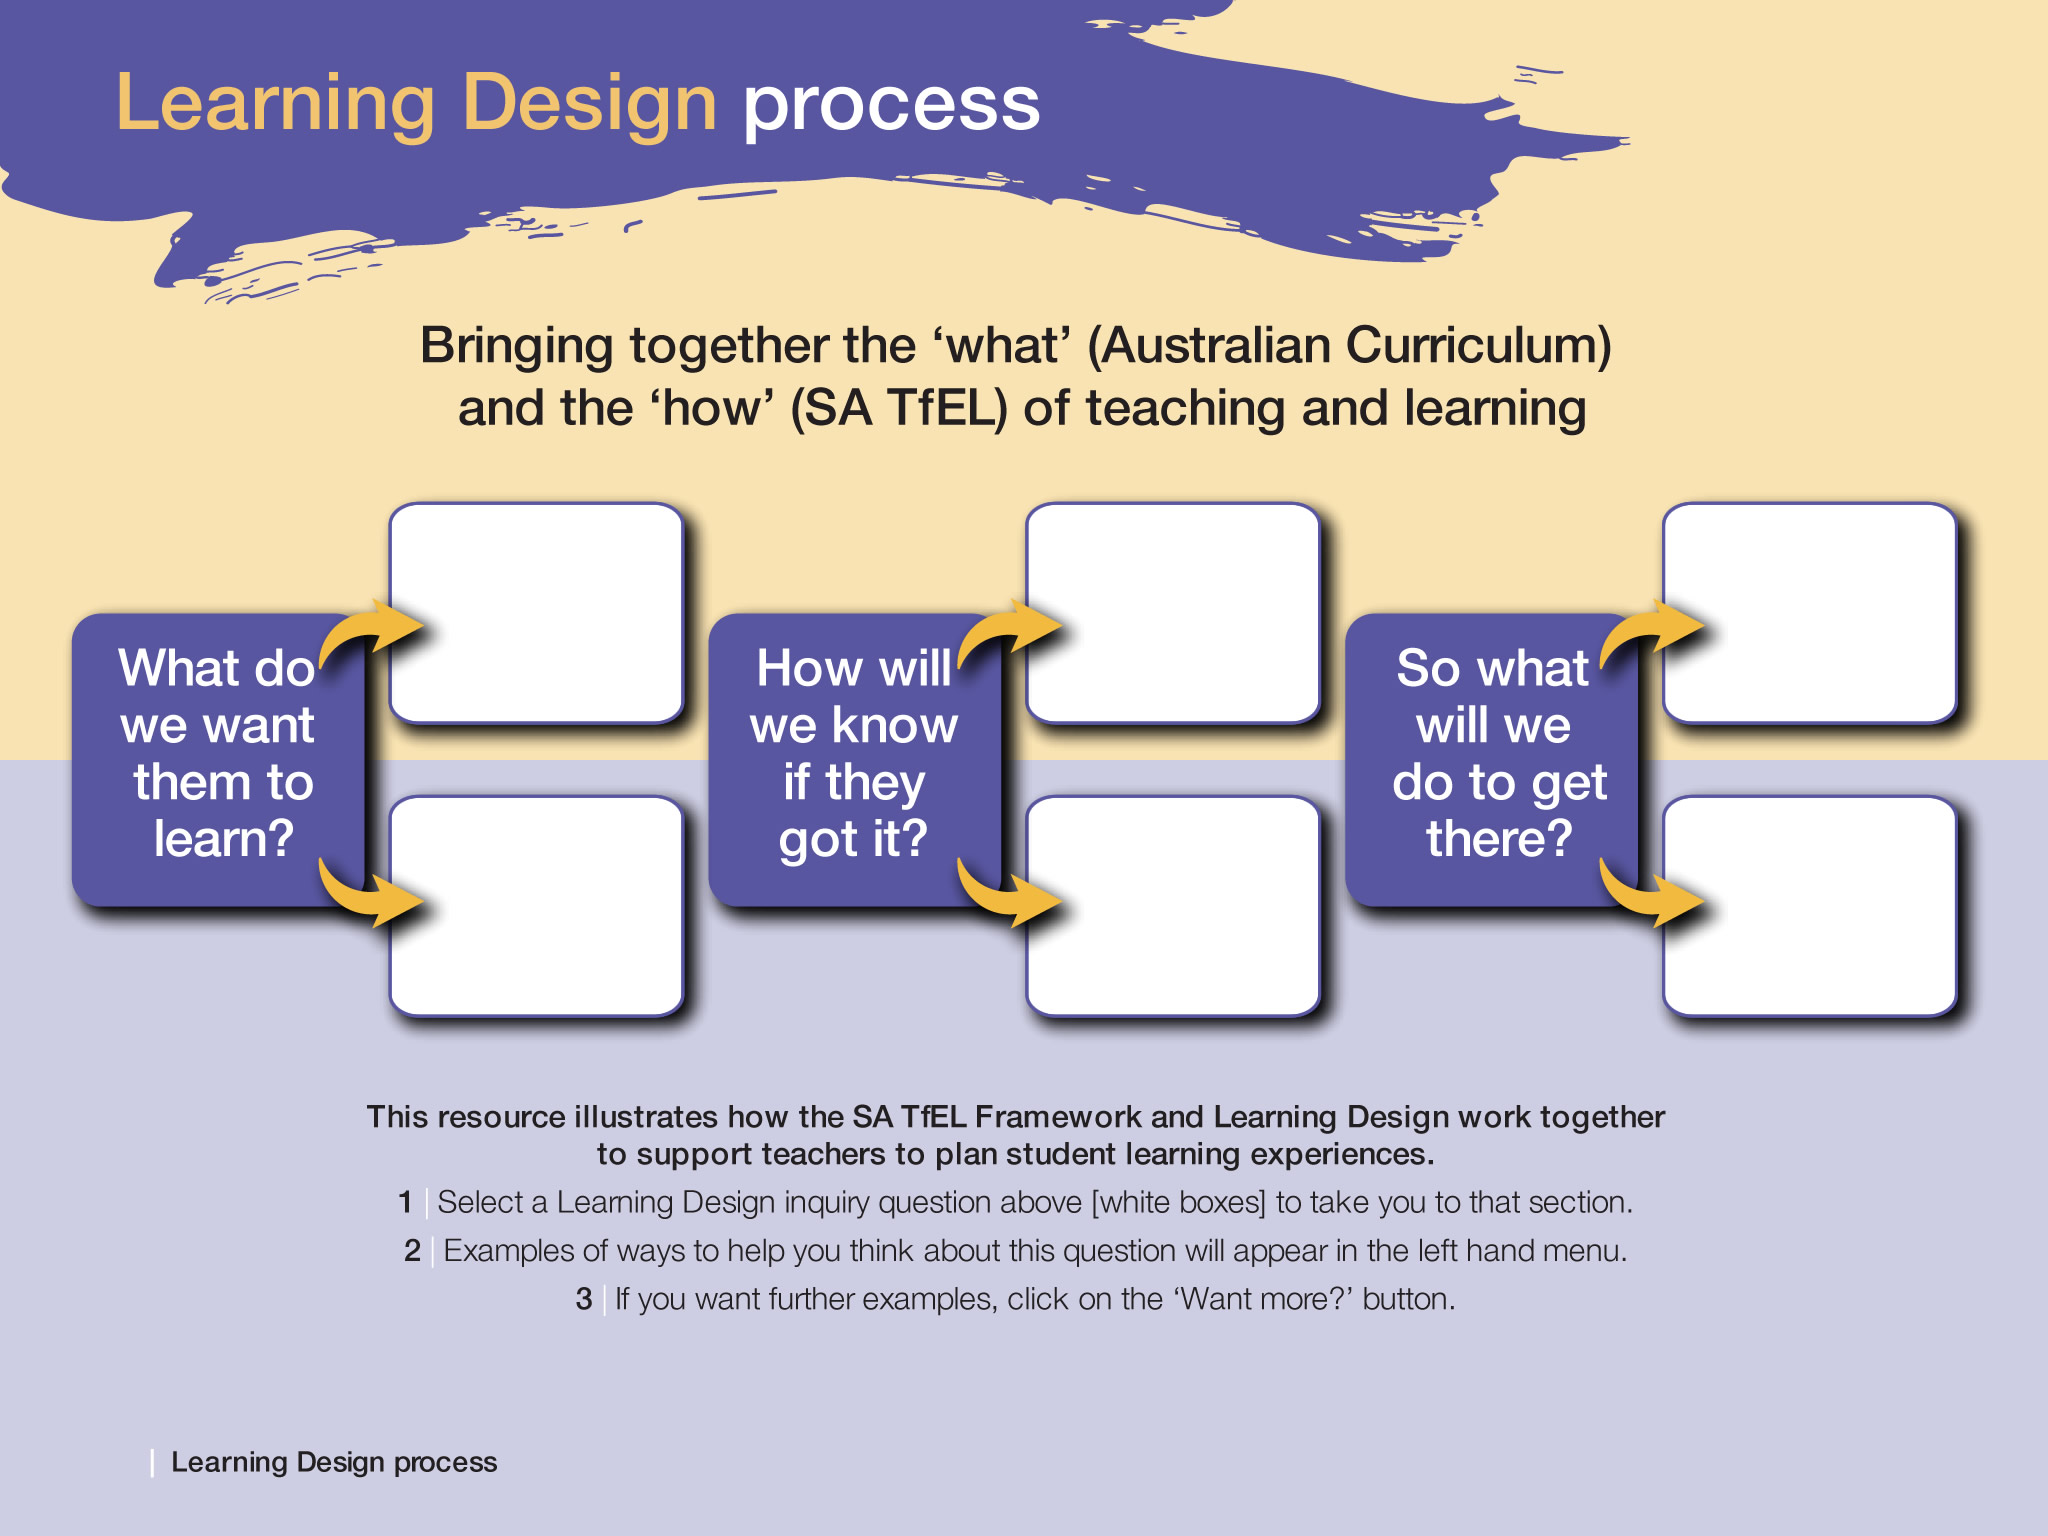 Learning Design process
Bringing together the ‘what’ (Australian Curriculum)
and the ‘how’ (SA TfEL) of teaching and learning
What do
we want
them to
learn?
How will
we know
if they
got it?
So what
will we
do to get
there?
This resource illustrates how the SA TfEL Framework and Learning Design work together
to support teachers to plan student learning experiences.
1 | Select a Learning Design inquiry question above [white boxes] to take you to that section.
2 | Examples of ways to help you think about this question will appear in the left hand menu.
3 | If you want further examples, click on the ‘Want more?’ button.
| Learning Design process